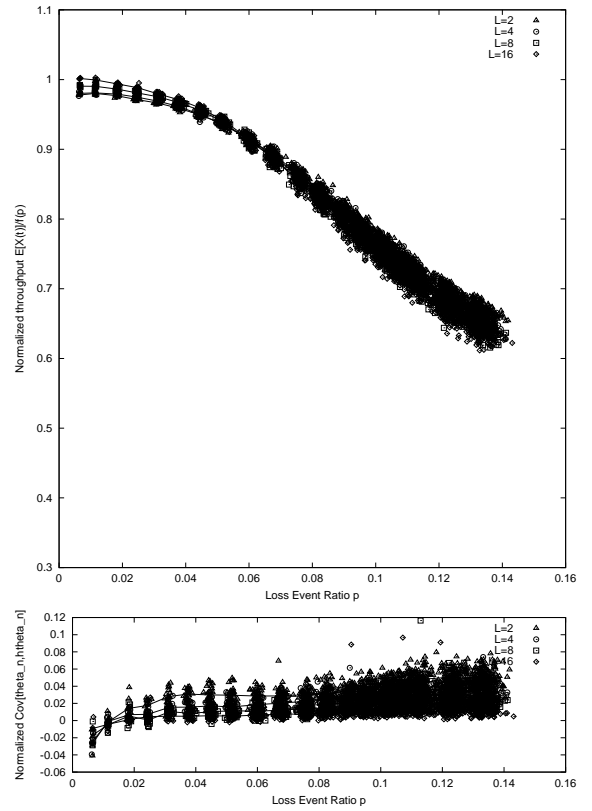 1.1
1
0.9
0.8
0.7
0.6
0.5
0.4
0.3
Normalized throughput E[X(t)]/f(p)
L=2
L=4
L=8
L=16
0 0.02 0.04 0.06 0.08 0.1 0.12 0.14 0.16
Loss Event Ratio p
0.12
0.1
0.08
0.06
0.04
0.02
0
-0.02
-0.04
-0.06
Normalized Cov[theta_n,htheta_n]
L=2
L=4
L=8
L=16
0 0.02 0.04 0.06 0.08 0.1 0.12 0.14 0.16
Loss Event Ratio p